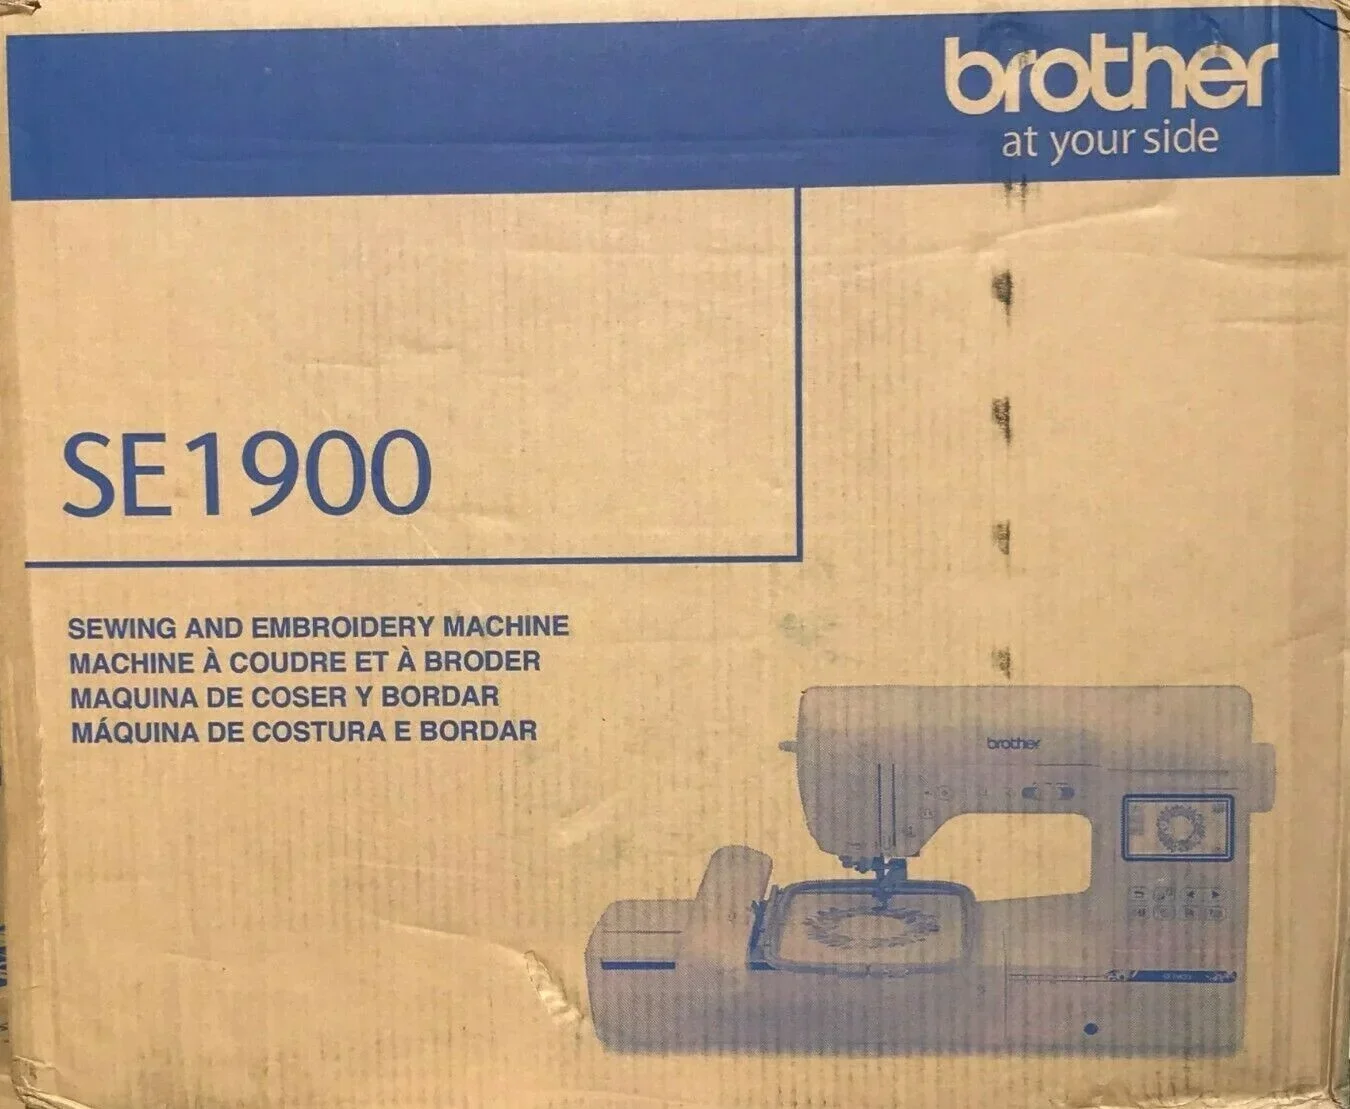 brother
at your side
SE1900
SEWING AND EMBROIDERY MACHINE
MACHINE À COUDRE ET À BRODER
MAQUINA DE COSER Y BORDAR
MÁQUINA DE COSTURA E BORDAR
brother